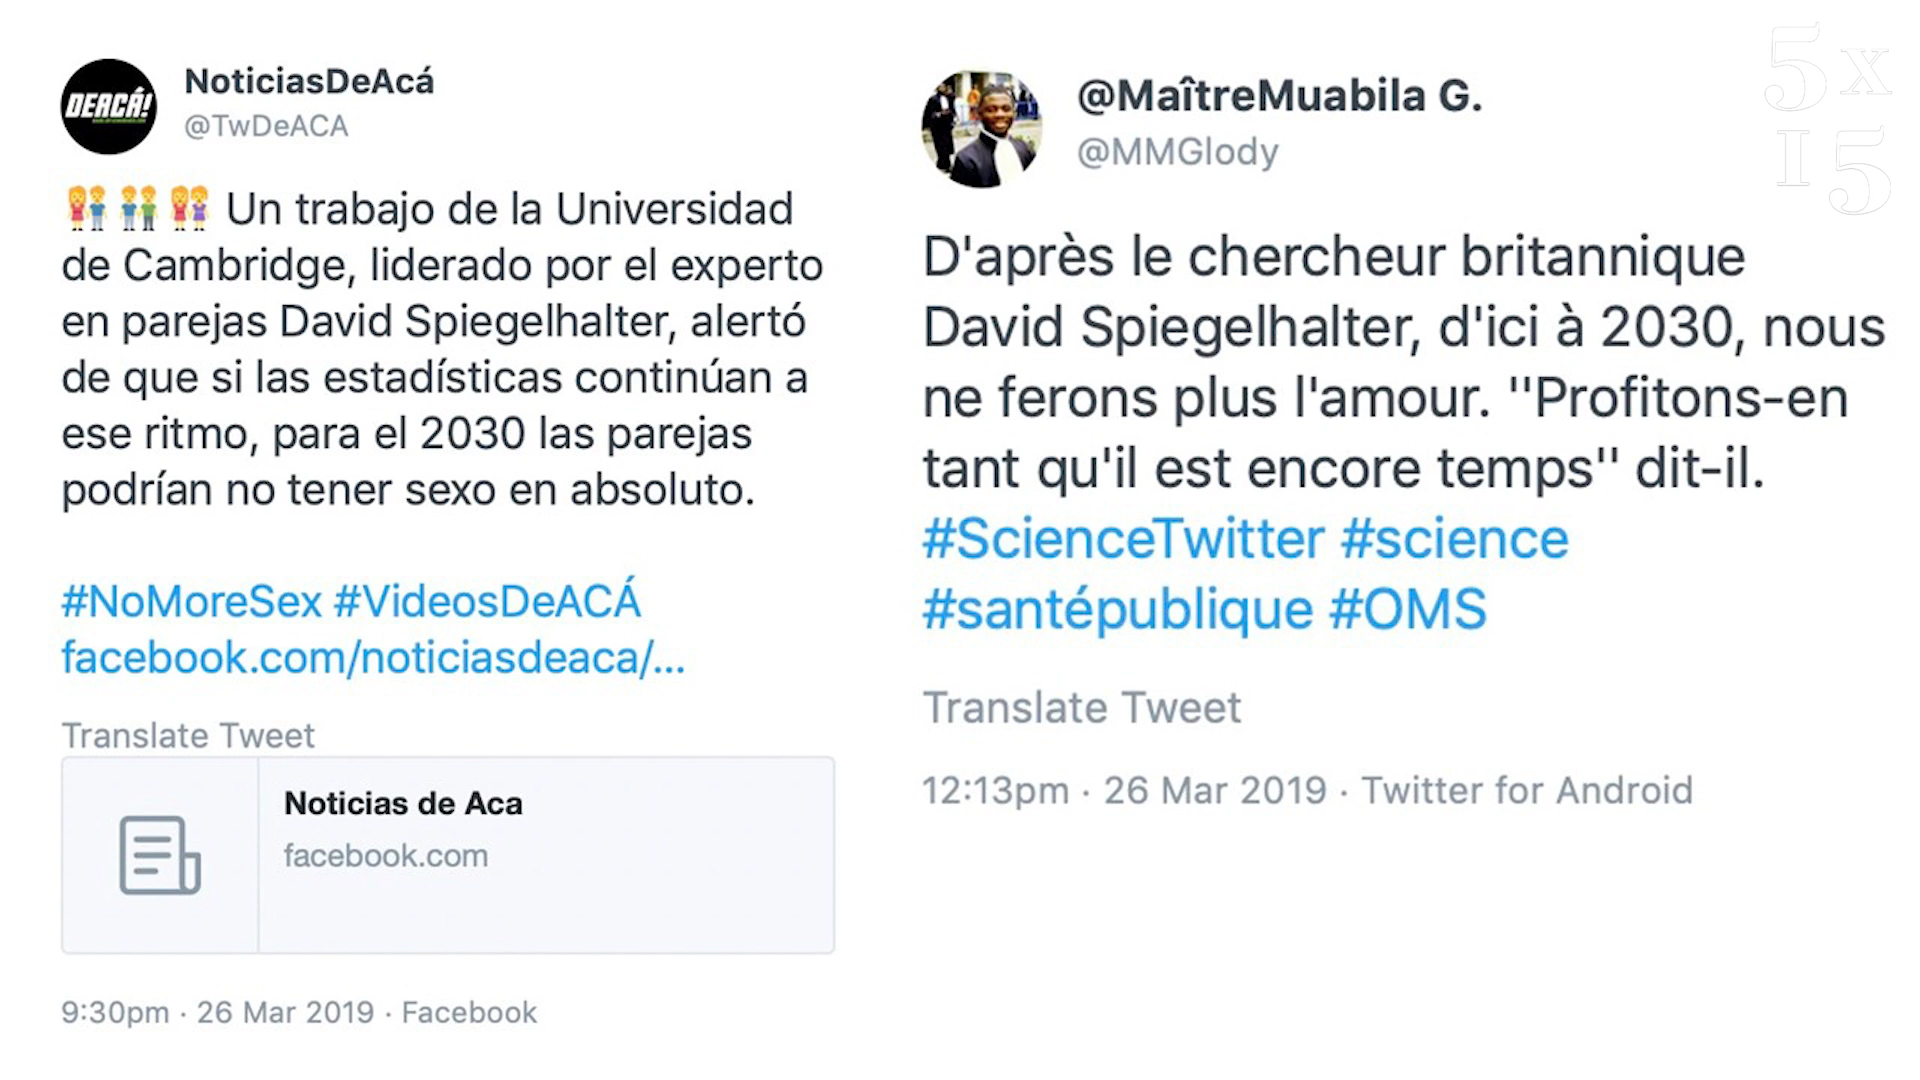 DEACÁ!
NoticiasDeAcá
@TwDeACA
Un trabajo de la Universidad
de Cambridge, liderado por el experto
en parejas David Spiegelhalter, alertó
de que si las estadísticas continúan a
ese ritmo, para el 2030 las parejas
podrían no tener sexo en absoluto.
#NoMoreSex #VideosDeACÁ
facebook.com/noticiasdeaca/...
Translate Tweet
Noticias de Aca
facebook.com
9:30pm · 26 Mar 2019 · Facebook
@MaîtreMuabila G.
@MMGlody
D'après le chercheur britannique
David Spiegelhalter, d'ici à 2030, nous
ne ferons plus l'amour. "Profitons-en
tant qu'il est encore temps" dit-il.
#ScienceTwitter #science
#santépublique #OMS
Translate Tweet
12:13pm · 26 Mar 2019 · Twitter for Android
5 x
15